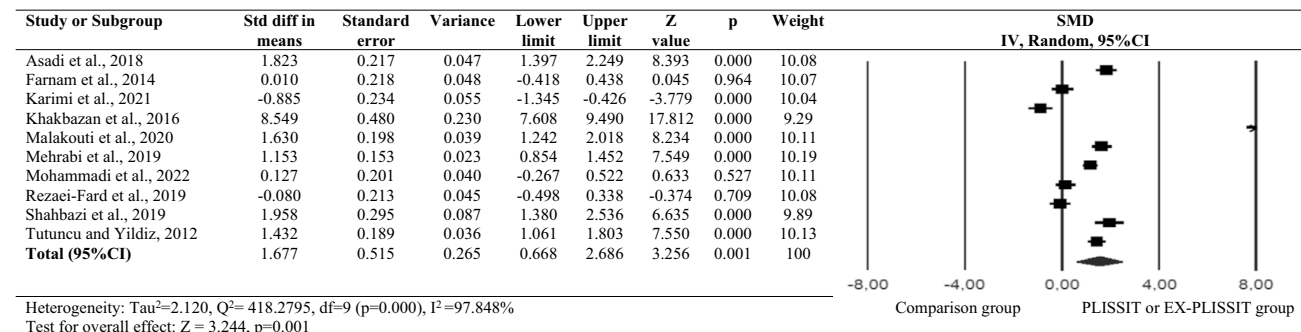 Study or Subgroup Std diff in means Standard error Variance Lower limit Upper limit Z value p Weight SMD IV, Random, 95%CI
Asadi et al., 2018 1.823 0.217 0.047 1.397 2.249 8.393 0.000 10.08
Farnam et al., 2014 0.010 0.218 0.048 -0.418 0.438 0.045 0.964 10.07
Karimi et al., 2021 -0.885 0.234 0.055 -1.345 -0.426 -3.779 0.000 10.04
Khakbazan et al., 2016 8.549 0.480 0.230 7.608 9.490 17.812 0.000 9.29
Malakouti et al., 2020 1.630 0.198 0.039 1.242 2.018 8.234 0.000 10.11
Mehrabi et al., 2019 1.153 0.153 0.023 0.854 1.452 7.549 0.000 10.19
Mohammadi et al., 2022 0.127 0.201 0.040 -0.267 0.522 0.633 0.527 10.11
Rezaei-Fard et al., 2019 -0.080 0.213 0.045 -0.498 0.338 -0.374 0.709 10.08
Shahbazi et al., 2019 1.958 0.295 0.087 1.380 2.536 6.635 0.000 9.89
Tutuncu and Yildiz, 2012 1.432 0.189 0.036 1.061 1.803 7.550 0.000 10.13
Total (95%CI) 1.677 0.515 0.265 0.668 2.686 3.256 0.001 100
-8,00 -4,00 0,00 4,00 8,00
Comparison group PLISSIT or EX-PLISSIT group
Heterogeneity: Tau²=2.120, Q²= 418.2795, df=9 (p=0.000), I²=97.848%
Test for overall effect: Z = 3.244, p=0.001